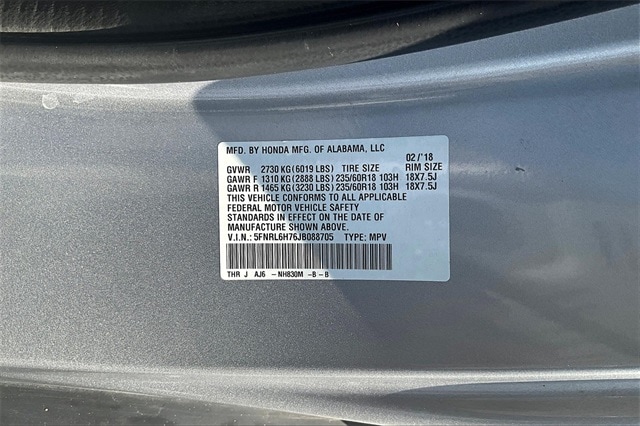 MFD. BY HONDA MFG. OF ALABAMA, LLC 02/'18
GVWR 2730 KG(6019 LBS) TIRE SIZE RIM SIZE
GAWR F 1310 KG(2888 LBS) 235/60R18 103H 18X7.5J
GAWR R 1465 KG(3230 LBS) 235/60R18 103H 18X7.5J
THIS VEHICLE CONFORMS TO ALL APPLICABLE
FEDERAL MOTOR VEHICLE SAFETY
STANDARDS IN EFFECT ON THE DATE OF
MANUFACTURE SHOWN ABOVE.
V.I.N.: 5FNRL6H76JB088705 TYPE: MPV
THR J AJ6 -NH830M -B-B